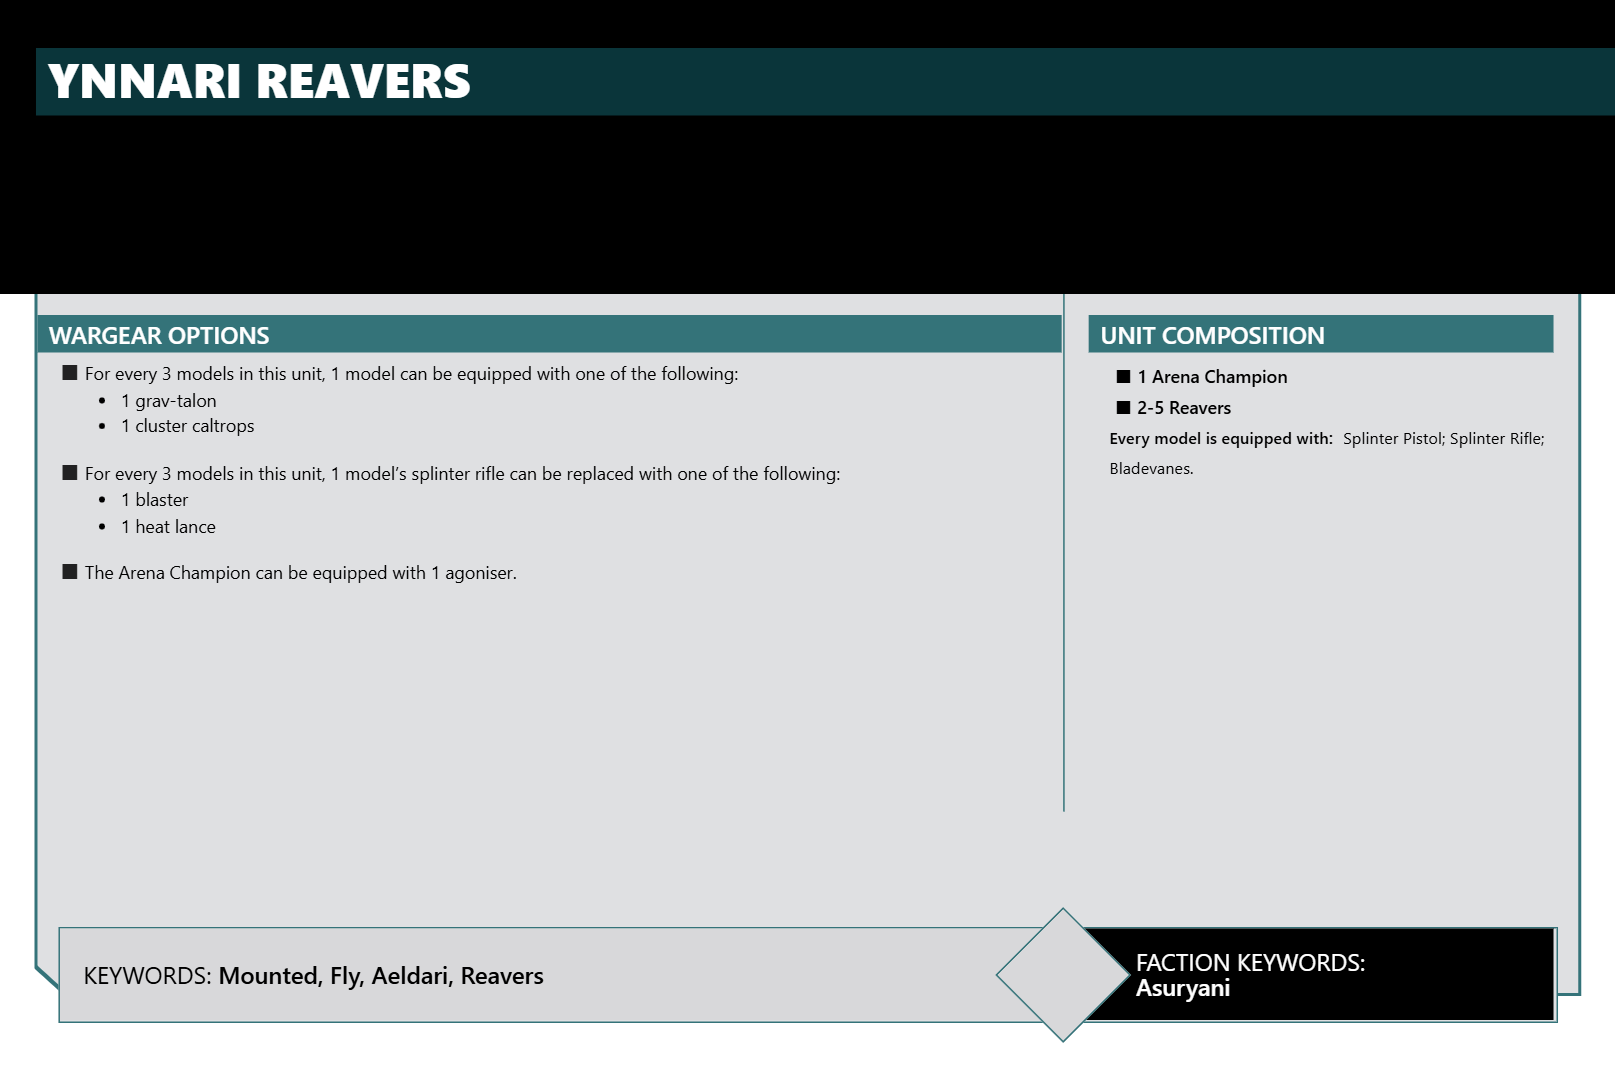 YNNARI REAVERS
WARGEAR OPTIONS
■ For every 3 models in this unit, 1 model can be equipped with one of the following:
• 1 grav-talon
• 1 cluster caltrops
■ For every 3 models in this unit, 1 model’s splinter rifle can be replaced with one of the following:
• 1 blaster
• 1 heat lance
■ The Arena Champion can be equipped with 1 agoniser.
UNIT COMPOSITION
■ 1 Arena Champion
■ 2-5 Reavers
Every model is equipped with: Splinter Pistol; Splinter Rifle;
Bladevanes.
KEYWORDS: Mounted, Fly, Aeldari, Reavers
FACTION KEYWORDS:
Asuryani